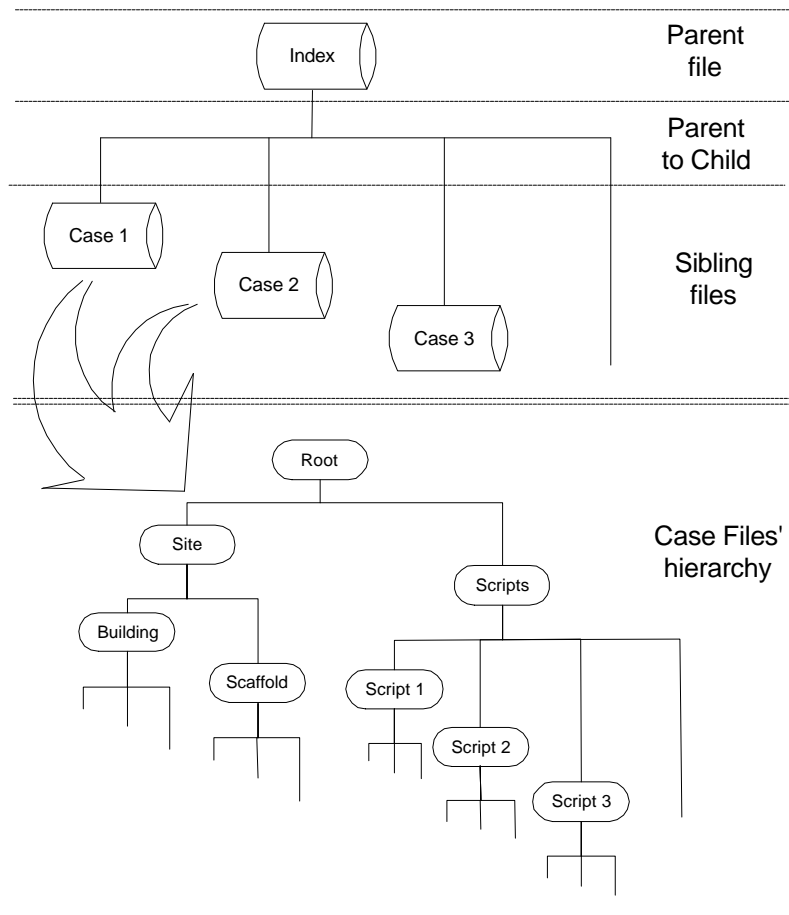 Index
Parent
file
Parent
to Child
Case 1
Case 2
Case 3
Sibling
files
Root
Site
Scripts
Case Files'
hierarchy
Building
Scaffold
Script 1
Script 2
Script 3